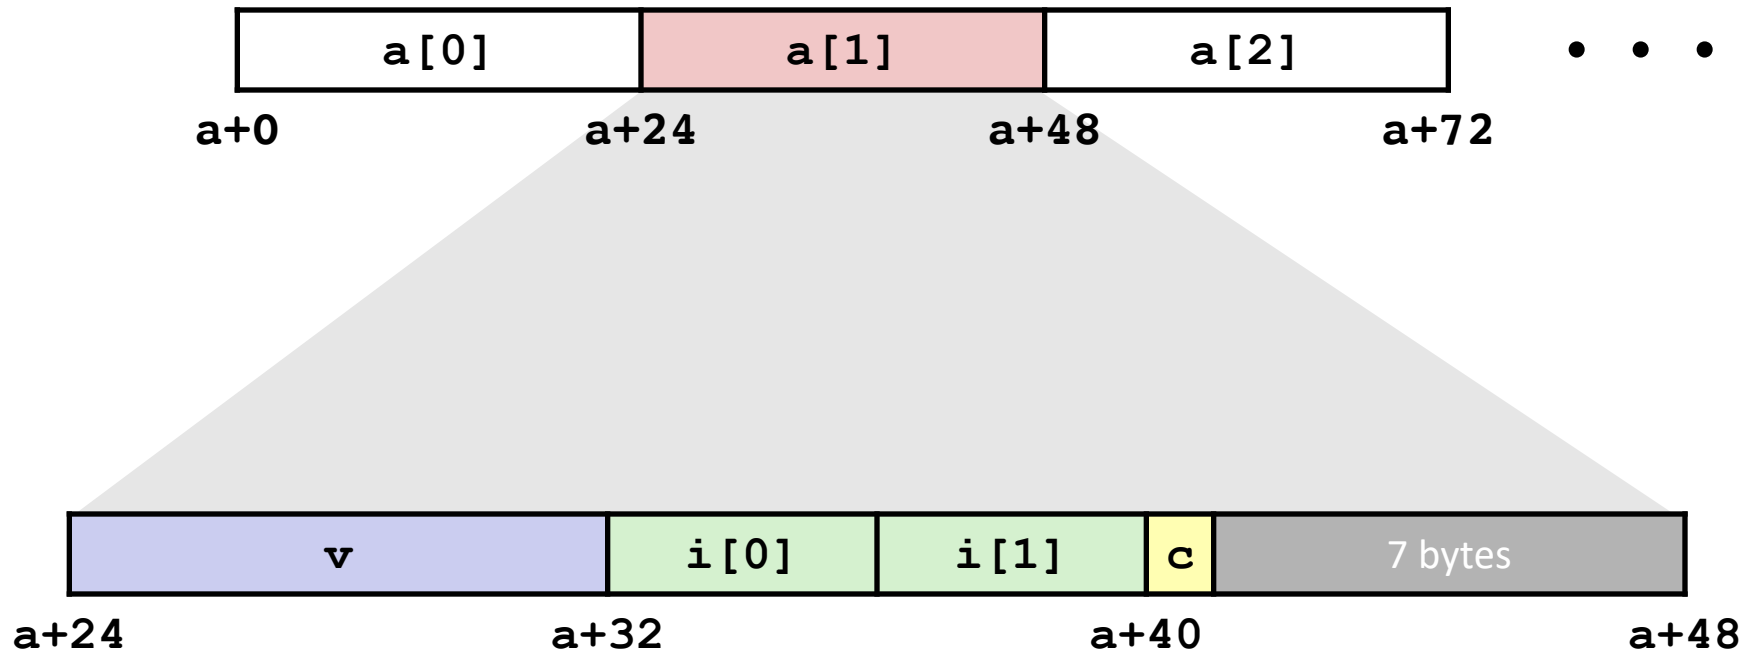 a[0] a[1] a[2] • • •
a+0 a+24 a+48 a+72
v i[0] i[1] c 7 bytes
a+24 a+32 a+40 a+48